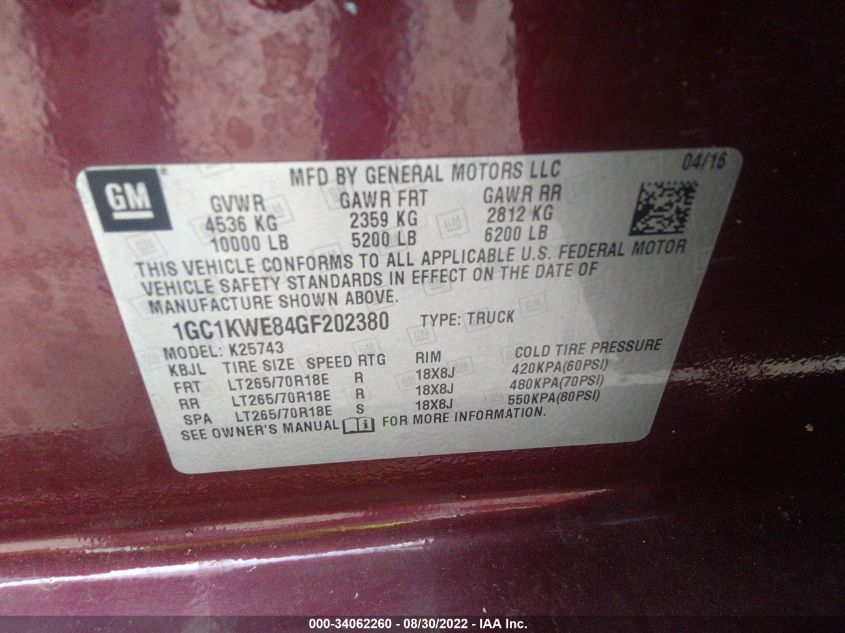 GM
MFD BY GENERAL MOTORS LLC
04/16
GVWR GAWR FRT GAWR RR
4536 KG 2359 KG 2812 KG
10000 LB 5200 LB 6200 LB
THIS VEHICLE CONFORMS TO ALL APPLICABLE U.S. FEDERAL MOTOR
VEHICLE SAFETY STANDARDS IN EFFECT ON THE DATE OF
MANUFACTURE SHOWN ABOVE.
1GC1KWE84GF202380 TYPE: TRUCK
MODEL: K25743
KBJL TIRE SIZE SPEED RTG RIM COLD TIRE PRESSURE
FRT LT265/70R18E R 18X8J 420KPA(60PSI)
RR LT265/70R18E R 18X8J 480KPA(70PSI)
SPA LT265/70R18E S 18X8J 550KPA(80PSI)
SEE OWNER'S MANUAL FOR MORE INFORMATION.
000-34062260 - 08/30/2022 - IAA Inc.